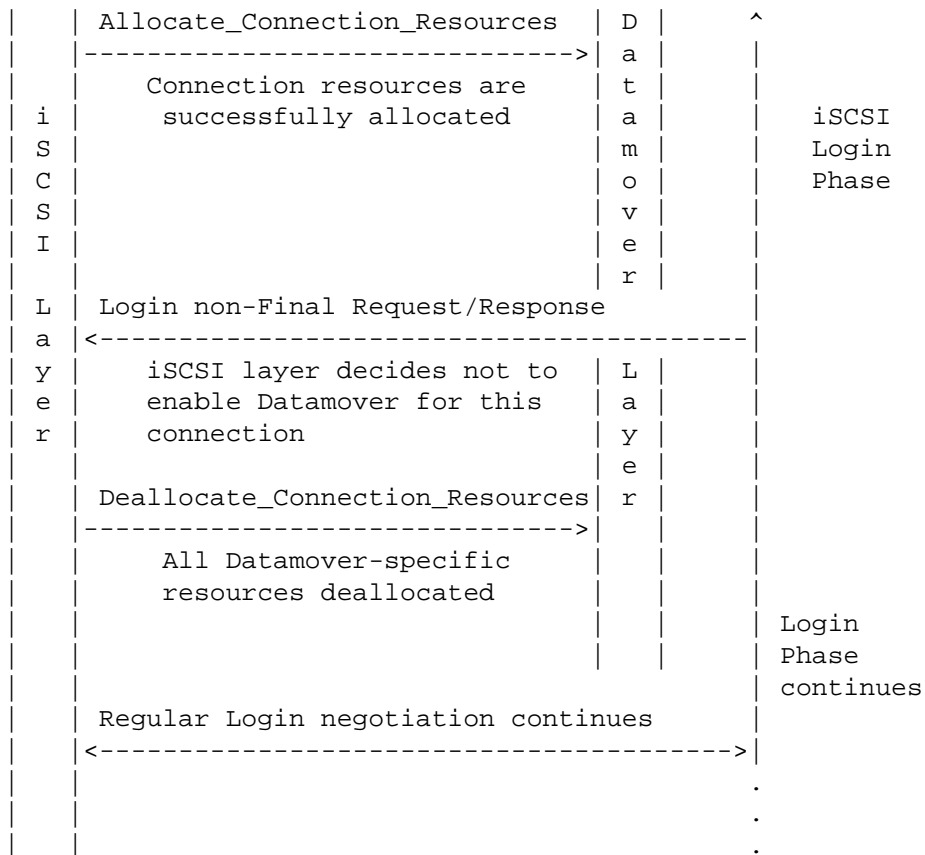 |   | Allocate_Connection_Resources  | D |     ^
|   |------------------------------->| a |     |
|   |    Connection resources are    | t |     |
| i |     successfully allocated     | a |     |   iSCSI
| S |                                | m |     |   Login
| C |                                | o |     |   Phase
| S |                                | v |     |
| I |                                | e |     |
|   |                                | r |     |
| L | Login non-Final Request/Response        |
| a |<----------------------------------------|
| y |    iSCSI layer decides not to  | L |     |
| e |    enable Datamover for this   | a |     |
| r |    connection                  | y |     |
|   |                                | e |     |
|   | Deallocate_Connection_Resources| r |     |
|   |------------------------------->|   |     |
|   |     All Datamover-specific     |   |     |
|   |     resources deallocated      |   |     |
|   |                                |   |     | Login
|   |                                |   |     | Phase
|   |                                          | continues
|   | Regular Login negotiation continues      |
|   |<---------------------------------------->|
|   |                                          .
|   |                                          .
|   |                                          .